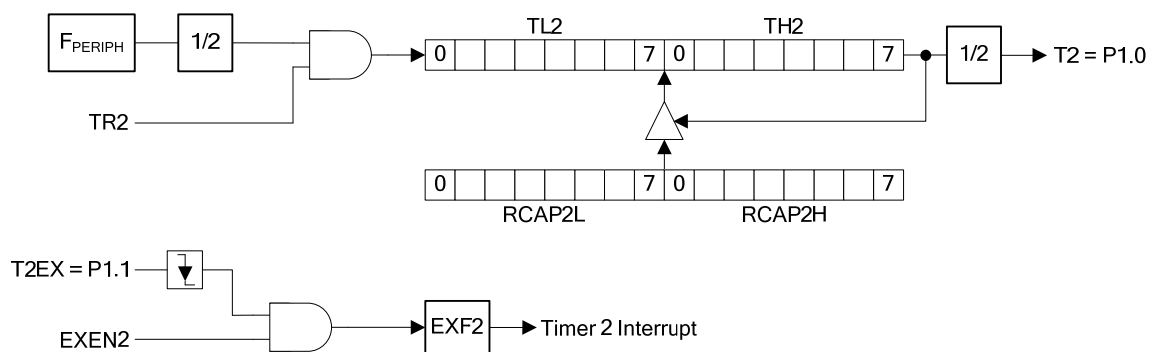 TL2 TH2
F_PERIPH 1/2 0 7 0 7 1/2 T2 = P1.0
TR2
0 7 0 7
RCAP2L RCAP2H
T2EX = P1.1
EXEN2 EXF2 Timer 2 Interrupt